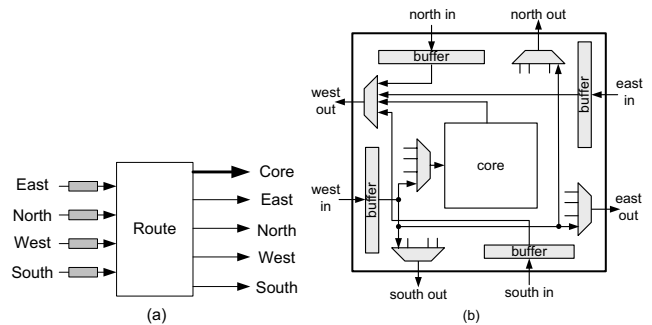 East
North
West
South
Route
Core
East
North
West
South
(a)
north in
north out
buffer
west
out
east
in
buffer
core
west
in
buffer
east
out
buffer
south out
south in
(b)